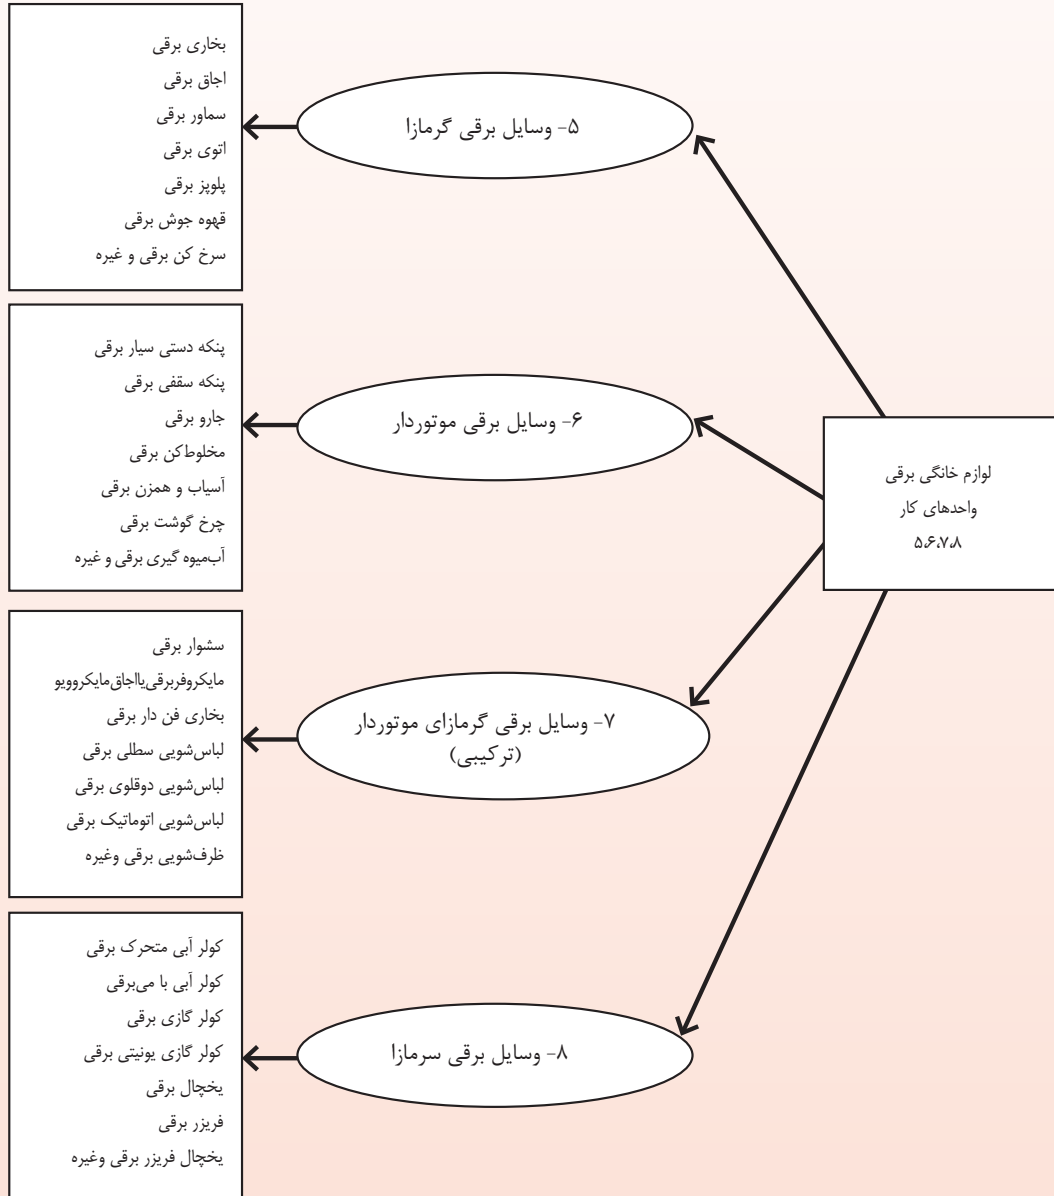 لوازم خانگی برقی
واحدهای کار
۵،۶،۷،۸
۵- وسایل برقی گرمازا
بخاری برقی
اجاق برقی
سماور برقی
اتوی برقی
پلوپز برقی
قهوه جوش برقی
سرخ کن برقی و غیره
۶- وسایل برقی موتوردار
پنکه دستی سیار برقی
پنکه سقفی برقی
جارو برقی
مخلوط‌کن برقی
آسیاب و همزن برقی
چرخ گوشت برقی
آب‌میوه گیری برقی و غیره
۷- وسایل برقی گرمازای موتوردار
(ترکیبی)
سشوار برقی
مایکروفربرقی‌یااجاق‌مایکروویو
بخاری فن دار برقی
لباس‌شویی سطلی برقی
لباس‌شویی دوقلوی برقی
لباس‌شویی اتوماتیک برقی
ظرف‌شویی برقی وغیره
۸- وسایل برقی سرمازا
کولر آبی متحرک برقی
کولر آبی با می‌برقی
کولر گازی برقی
کولر گازی یونیتی برقی
یخچال برقی
فریزر برقی
یخچال فریزر برقی وغیره